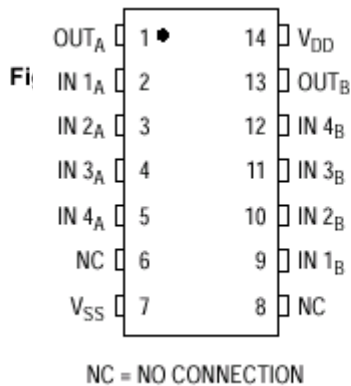 OUTA 1 14 VDD
Fi IN 1A 2 13 OUTB
IN 2A 3 12 IN 4B
IN 3A 4 11 IN 3B
IN 4A 5 10 IN 2B
NC 6 9 IN 1B
VSS 7 8 NC
NC = NO CONNECTION